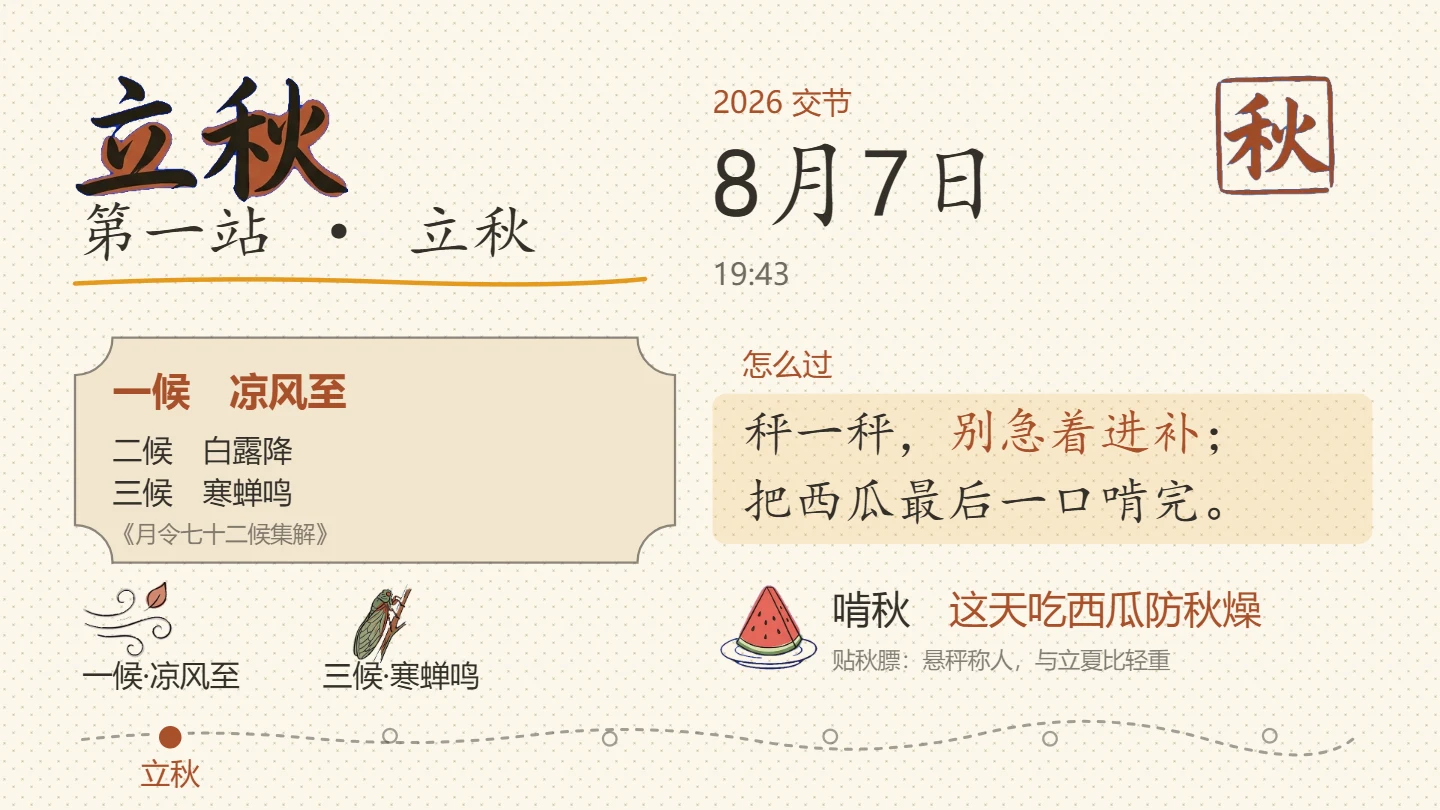 立秋
第一站 • 立秋
2026 交节
8月7日
19:43
秋
一候 凉风至
二候 白露降
三候 寒蝉鸣
《月令七十二候集解》
一候·凉风至
三候·寒蝉鸣
怎么过
秤一秤，别急着进补；
把西瓜最后一口啃完。
啃秋 这天吃西瓜防秋燥
贴秋膘：悬秤称人，与立夏比轻重
立秋